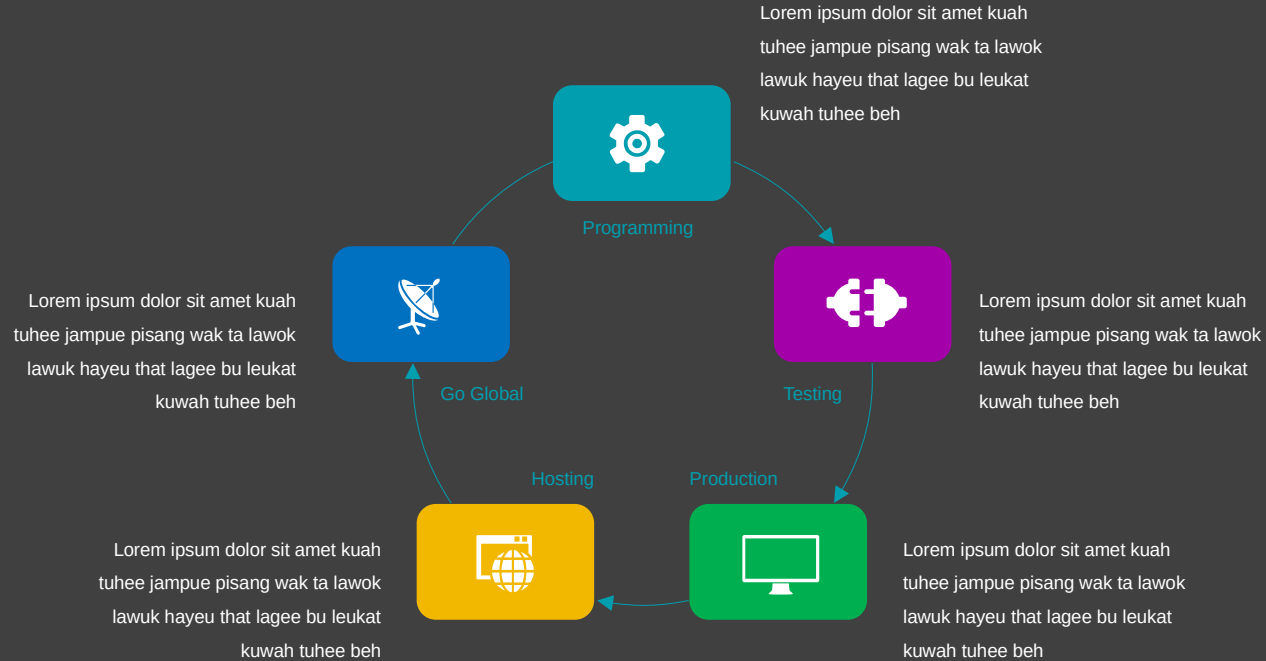 Lorem ipsum dolor sit amet kuah
tuhee jampue pisang wak ta lawok
lawuk hayeu that lagee bu leukat
kuwah tuhee beh
Programming
Lorem ipsum dolor sit amet kuah
tuhee jampue pisang wak ta lawok
lawuk hayeu that lagee bu leukat
kuwah tuhee beh
Go Global
Testing
Lorem ipsum dolor sit amet kuah
tuhee jampue pisang wak ta lawok
lawuk hayeu that lagee bu leukat
kuwah tuhee beh
Hosting
Production
Lorem ipsum dolor sit amet kuah
tuhee jampue pisang wak ta lawok
lawuk hayeu that lagee bu leukat
kuwah tuhee beh
Lorem ipsum dolor sit amet kuah
tuhee jampue pisang wak ta lawok
lawuk hayeu that lagee bu leukat
kuwah tuhee beh